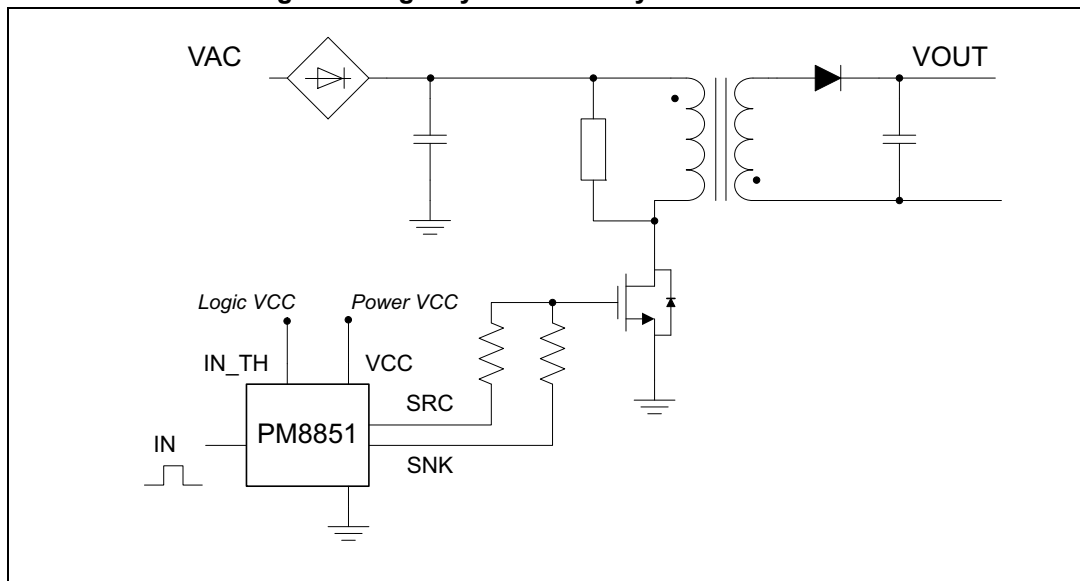 VAC
VOUT
Logic VCC
Power VCC
IN_TH
VCC
SRC
PM8851
IN
SNK